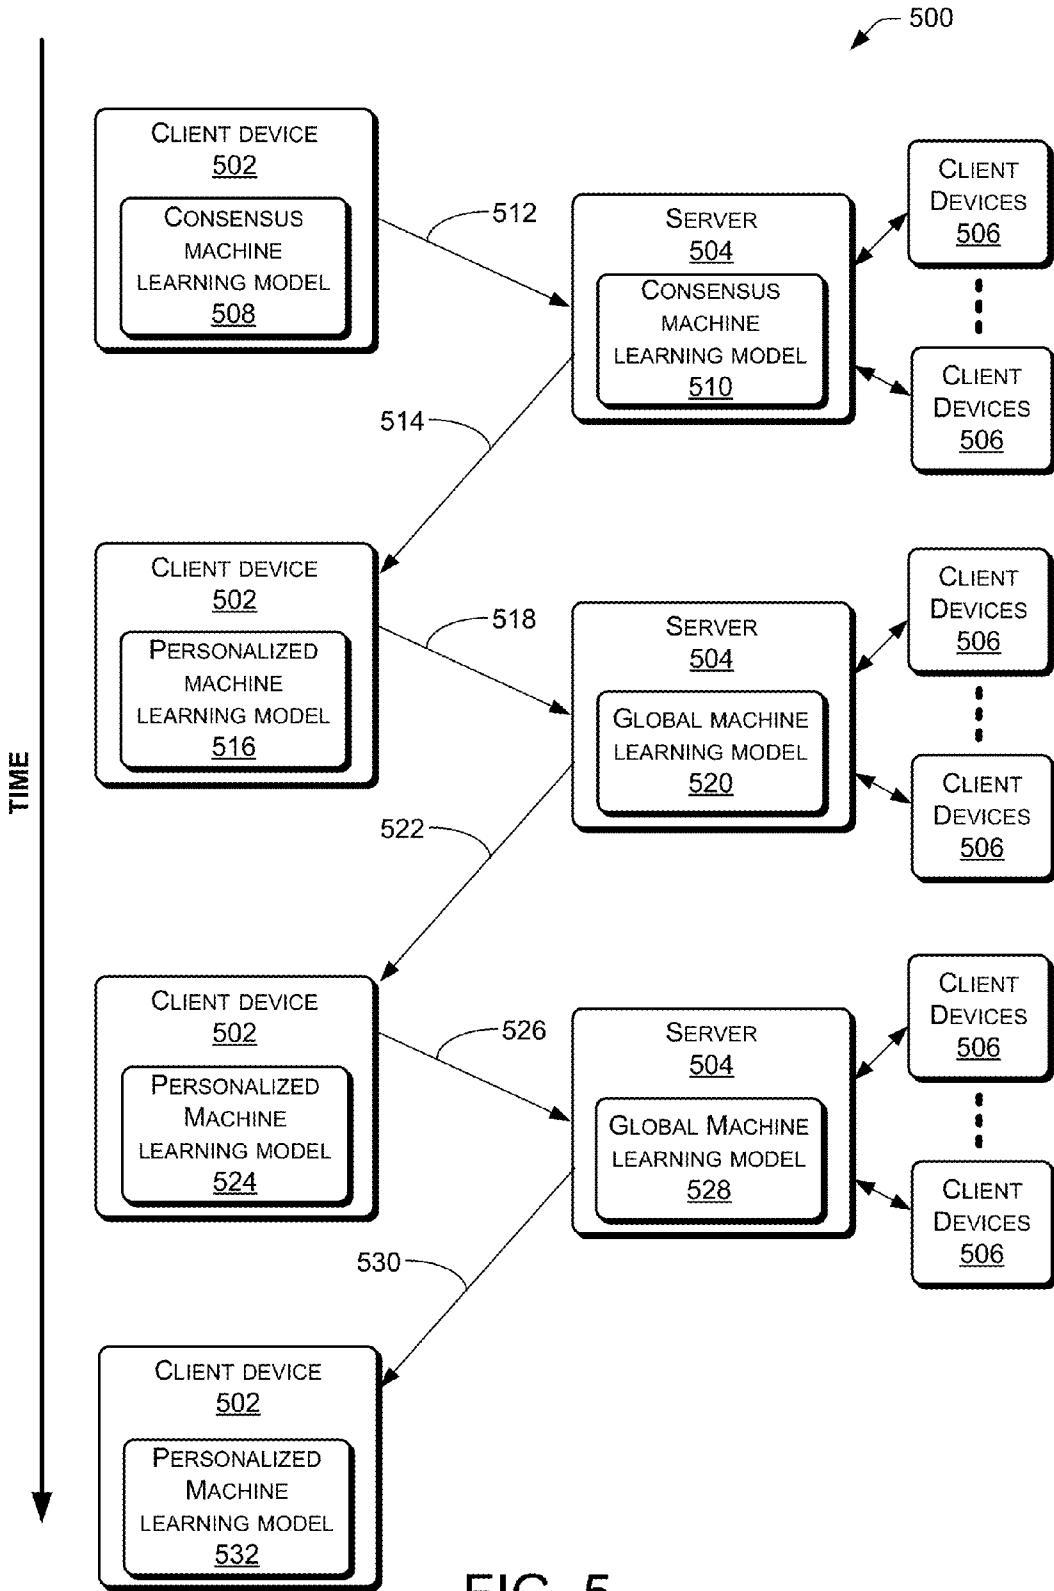 500
CLIENT DEVICE
502
CONSENSUS
MACHINE
LEARNING MODEL
508
512
SERVER
504
CONSENSUS
MACHINE
LEARNING MODEL
510
CLIENT
DEVICES
506
CLIENT
DEVICES
506
514
CLIENT DEVICE
502
PERSONALIZED
MACHINE
LEARNING MODEL
516
518
SERVER
504
GLOBAL MACHINE
LEARNING MODEL
520
CLIENT
DEVICES
506
CLIENT
DEVICES
506
TIME
522
CLIENT DEVICE
502
PERSONALIZED
MACHINE
LEARNING MODEL
524
526
SERVER
504
GLOBAL MACHINE
LEARNING MODEL
528
CLIENT
DEVICES
506
CLIENT
DEVICES
506
530
CLIENT DEVICE
502
PERSONALIZED
MACHINE
LEARNING MODEL
532
FIG. 5